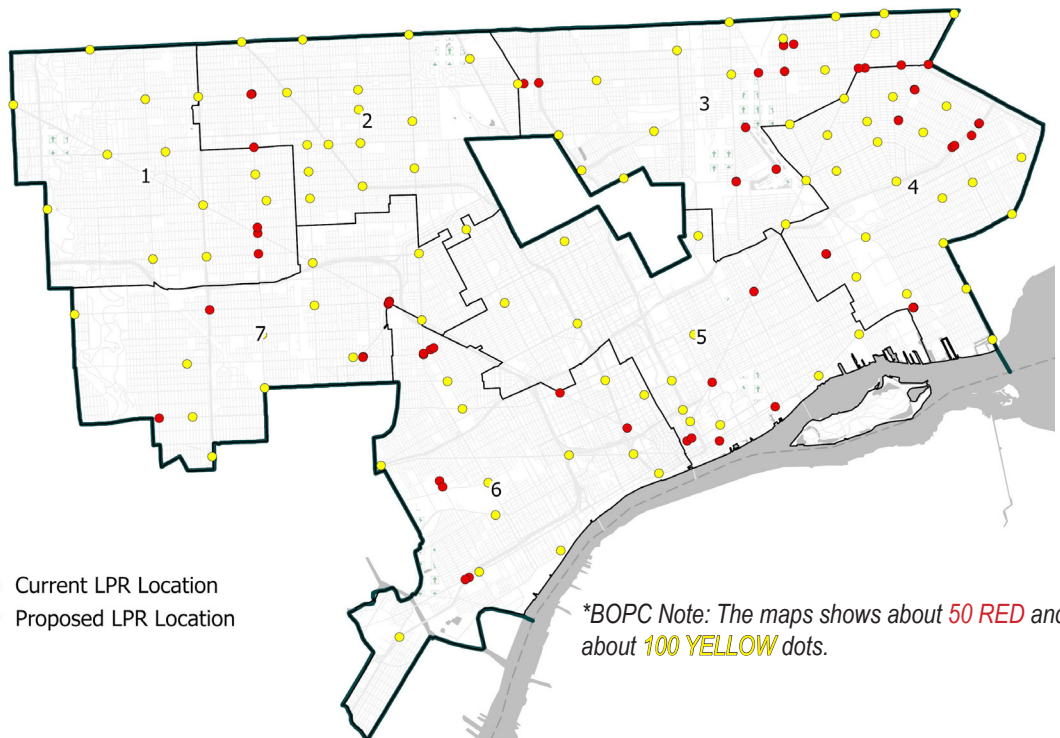 3
2
1
4
5
7
6
Current LPR Location
Proposed LPR Location
*BOPC Note: The maps shows about 50 RED and
about 100 YELLOW dots.